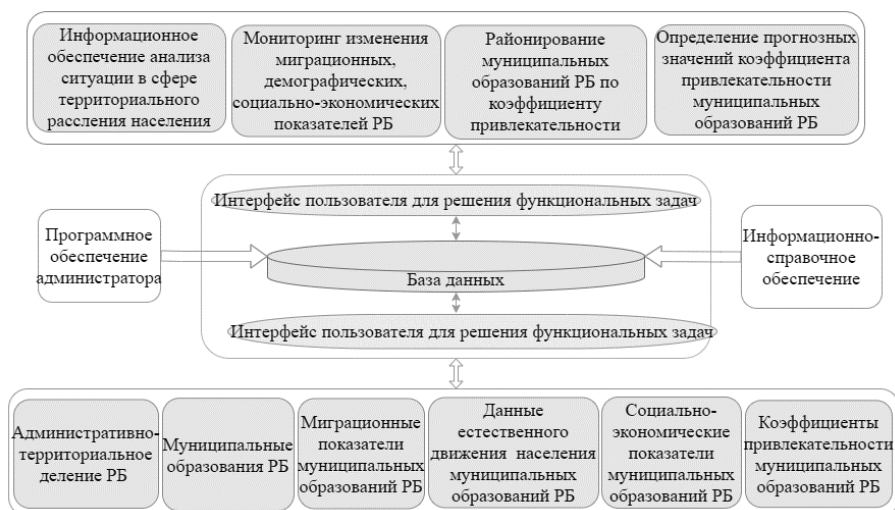 Информационное
обеспечение анализа
ситуации в сфере
территориального
рассления населения
Мониторинг изменения
миграционных,
демографических,
социально-экономических
показателей РБ
Районирование
муниципальных
образований РБ по
коэффициенту
привлекательности
Определение прогнозных
значений коэффициента
привлекательности
муниципальных
образований РБ
Интерфейс пользователя для решения функциональных задач
Программное
обеспечение
администратора
База данных
Информационно-
справочное
обеспечение
Интерфейс пользователя для решения функциональных задач
Административно-
территориальное
деление РБ
Муниципальные
образования РБ
Миграционные
показатели
муниципальных
образований РБ
Данные
естественного
движения населения
муниципальных
образований РБ
Социально-
экономические
показатели
муниципальных
образований РБ
Коэффициенты
привлекательности
муниципальных
образований РБ